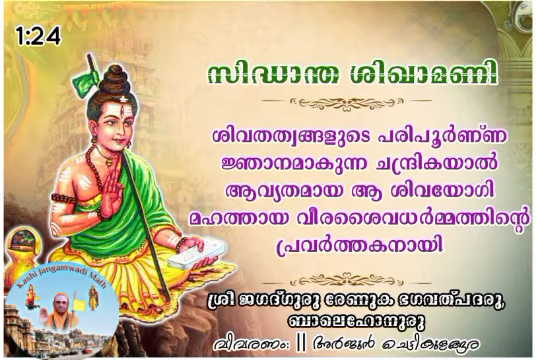 1:24
സിദ്ധാന്ത ശിഖാമണി
ശിവതത്വങ്ങളുടെ പരിപൂർണ്ണ
ജ്ഞാനമാകുന്ന ചന്ദ്രികയാൽ
ആവൃതമായ ആ ശിവയോഗി
മഹത്തായ വീരശൈവധർമ്മത്തിന്റെ
പ്രവർത്തകനായി
ശ്രീ ജഗദ്ഗുരു രേണുക ഭഗവത്പദരു,
ബാലെഹോന്നുരു
വിവരണം: || അർജുൻ ചെട്ടികുളങ്ങര
Kashi Jangamwadi Math